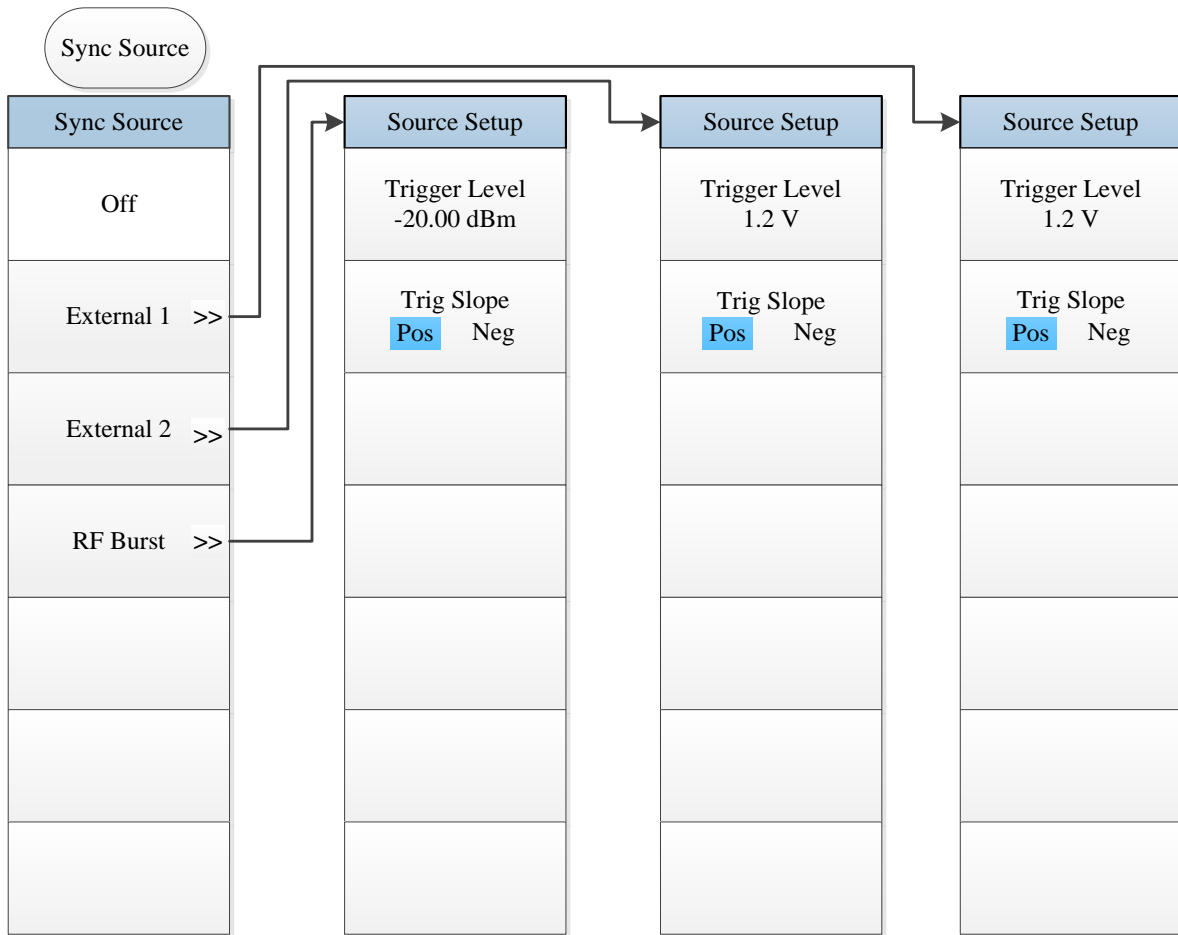 Sync Source
Sync Source
Off
External 1 >>
External 2 >>
RF Burst >>
Source Setup
Trigger Level
-20.00 dBm
Trig Slope
Pos Neg
Source Setup
Trigger Level
1.2 V
Trig Slope
Pos Neg
Source Setup
Trigger Level
1.2 V
Trig Slope
Pos Neg